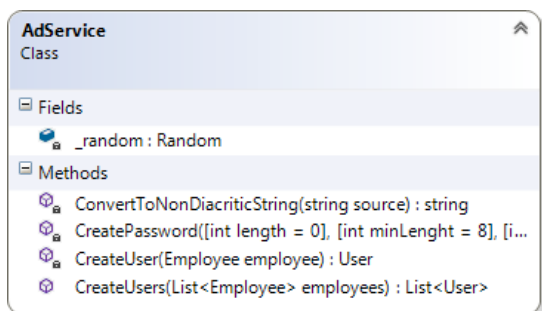 AdService
Class
Fields
_random : Random
Methods
ConvertToNonDiacriticString(string source) : string
CreatePassword([int length = 0], [int minLenght = 8], [i...
CreateUser(Employee employee) : User
CreateUsers(List<Employee> employees) : List<User>